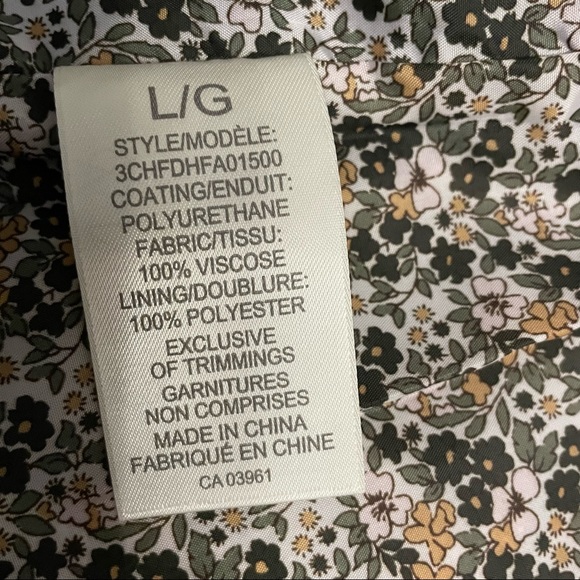 L/G
STYLE/MODÈLE:
3CHFDHFA01500
COATING/ENDUIT:
POLYURETHANE
FABRIC/TISSU:
100% VISCOSE
LINING/DOUBLURE:
100% POLYESTER
EXCLUSIVE
OF TRIMMINGS
GARNITURES
NON COMPRISES
MADE IN CHINA
FABRIQUÉ EN CHINE
CA 03961